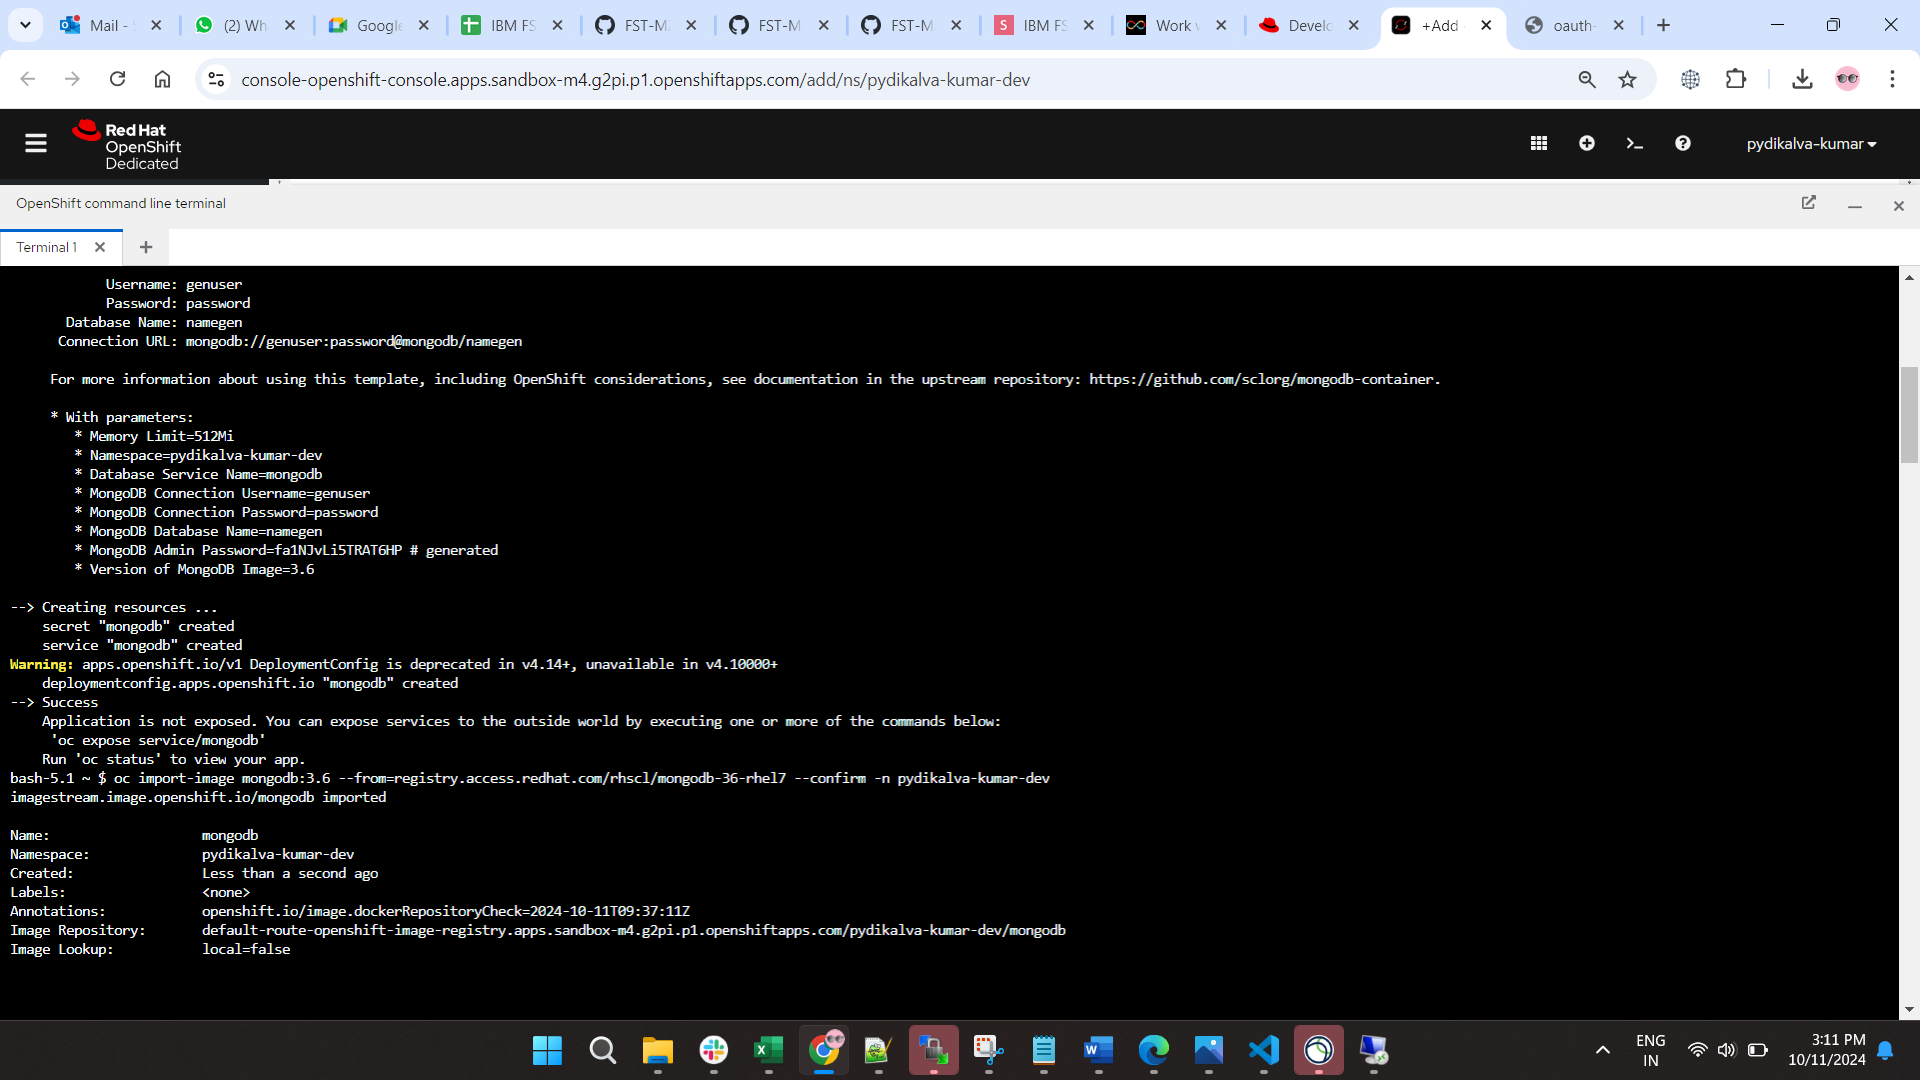 Mail -
(2) Wh
Google
IBM FS
FST-M
FST-M
FST-M
S
IBM FS
Work
Develo
+Add
oauth-
console-openshift-console.apps.sandbox-m4.g2pi.p1.openshiftapps.com/add/ns/pydikalva-kumar-dev
Red Hat
OpenShift
Dedicated
pydikalva-kumar
OpenShift command line terminal
Terminal 1
Username: genuser
Password: password
Database Name: namegen
Connection URL: mongodb://genuser:password@mongodb/namegen
For more information about using this template, including OpenShift considerations, see documentation in the upstream repository: https://github.com/sclorg/mongodb-container.
* With parameters:
* Memory Limit=512Mi
* Namespace=pydikalva-kumar-dev
* Database Service Name=mongodb
* MongoDB Connection Username=genuser
* MongoDB Connection Password=password
* MongoDB Database Name=namegen
* MongoDB Admin Password=fa1NJvLi5TRAT6HP # generated
* Version of MongoDB Image=3.6
--> Creating resources ...
secret "mongodb" created
service "mongodb" created
Warning: apps.openshift.io/v1 DeploymentConfig is deprecated in v4.14+, unavailable in v4.10000+
deploymentconfig.apps.openshift.io "mongodb" created
--> Success
Application is not exposed. You can expose services to the outside world by executing one or more of the commands below:
'oc expose service/mongodb'
Run 'oc status' to view your app.
bash-5.1 ~ $ oc import-image mongodb:3.6 --from=registry.access.redhat.com/rhscl/mongodb-36-rhel7 --confirm -n pydikalva-kumar-dev
imagestream.image.openshift.io/mongodb imported
Name: mongodb
Namespace: pydikalva-kumar-dev
Created: Less than a second ago
Labels: <none>
Annotations: openshift.io/image.dockerRepositoryCheck=2024-10-11T09:37:11Z
Image Repository: default-route-openshift-image-registry.apps.sandbox-m4.g2pi.p1.openshiftapps.com/pydikalva-kumar-dev/mongodb
Image Lookup: local=false
ENG
IN
3:11 PM
10/11/2024